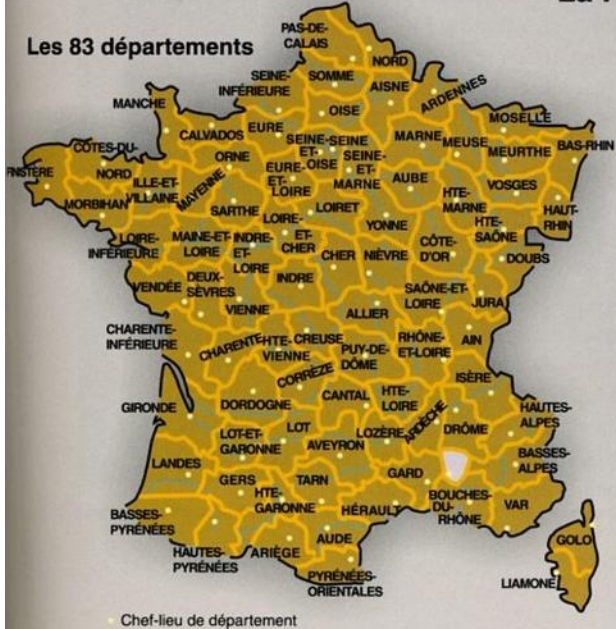 La
Les 83 départements
PAS-DE-
CALAIS
NORD
SEINE-
INFÉRIEURE
SOMME
AISNE
ARDENNES
MANCHE
OISE
MOSELLE
CALVADOS
EURE
MARNE
MEUSE
MEURTHE
BAS-RHIN
CÔTES-DU-
NORD
ORNE
SEINE-
ET-
OISE
SEINE-
ET-
MARNE
NISTÈRE
ILLE-ET-
VILAINE
MAYENNE
EURE-
ET-
LOIRE
AUBE
HTE-
MARNE
VOSGES
MORBIHAN
SARTHE
LOIRET
HAUT-
RHIN
LOIRE-
INFÉRIEURE
MAINE-ET-
LOIRE
INDRE-
ET-
LOIRE
LOIRE-
ET-
CHER
YONNE
CÔTE-
D'OR
HTE-
SAÔNE
DOUBS
CHER
NIÈVRE
VENDÉE
DEUX-
SÈVRES
INDRE
SAÔNE-ET-
LOIRE
JURA
VIENNE
ALLIER
CHARENTE-
INFÉRIEURE
CHARENTE
HTE-
VIENNE
CREUSE
PUY-DE-
DÔME
RHÔNE-
ET-LOIRE
AIN
CORRÈZE
ISÈRE
GIRONDE
DORDOGNE
CANTAL
HTE-
LOIRE
ARDÈCHE
DRÔME
HAUTES-
ALPES
LOT-ET-
GARONNE
LOT
AVEYRON
LOZÈRE
BASSES-
ALPES
LANDES
GERS
TARN
GARD
HTE-
GARONNE
HÉRAULT
BOUCHES-
DU-
RHÔNE
VAR
BASSES-
PYRÉNÉES
HAUTES-
PYRÉNÉES
ARIÈGE
AUDE
PYRÉNÉES-
ORIENTALES
GOLO
LIAMONE
Chef-lieu de département